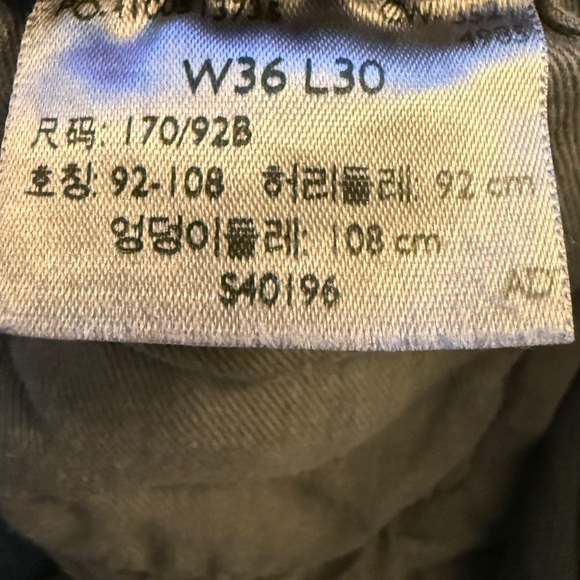 W36 L30
尺码: 170/92B
호칭: 92-108 허리둘레: 92 cm
엉덩이둘레: 108 cm
S40196